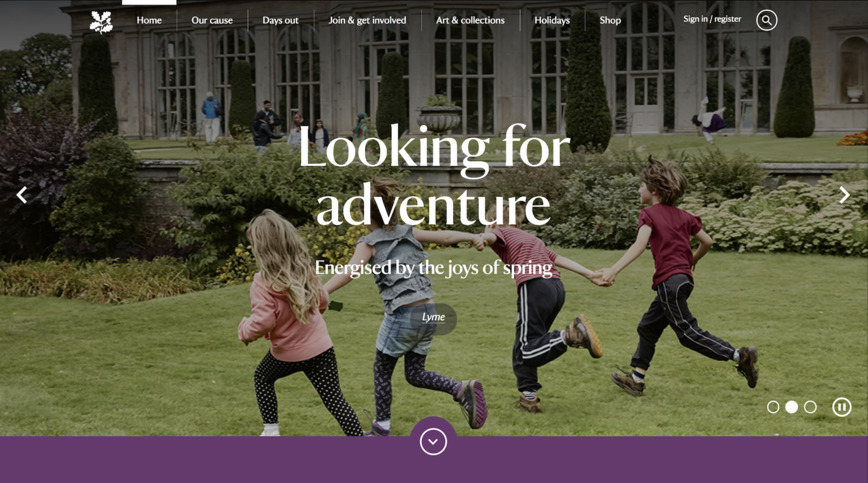 Home Our cause Days out Join & get involved Art & collections Holidays Shop Sign in / register
Looking for
adventure
Energised by the joys of spring
Lyme